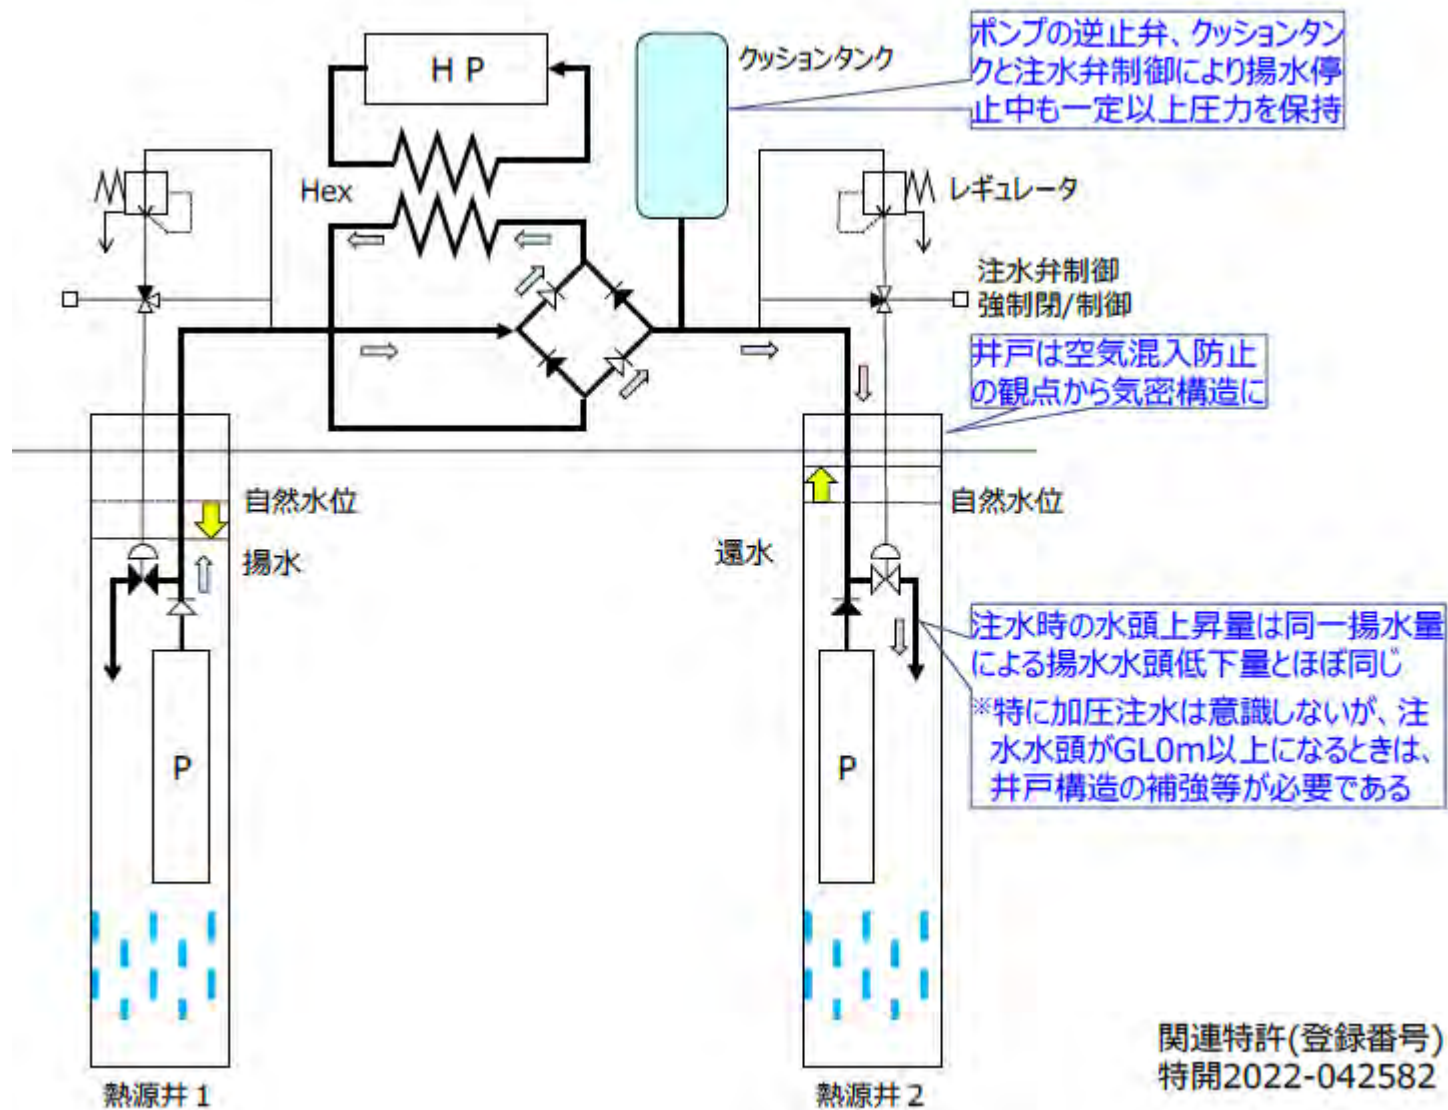 ＨＰ
クッションタンク
ポンプの逆止弁、クッションタン
クと注水弁制御により揚水停
止中も一定以上圧力を保持
Hex
レギュレータ
注水弁制御
強制閉/制御
井戸は空気混入防止
の観点から気密構造に
自然水位
揚水
自然水位
還水
注水時の水頭上昇量は同一揚水量
による揚水水頭低下量とほぼ同じ
※特に加圧注水は意識しないが、注
水水頭がGL0m以上になるときは、
井戸構造の補強等が必要である
P
P
熱源井１
熱源井２
関連特許(登録番号)
特開2022-042582